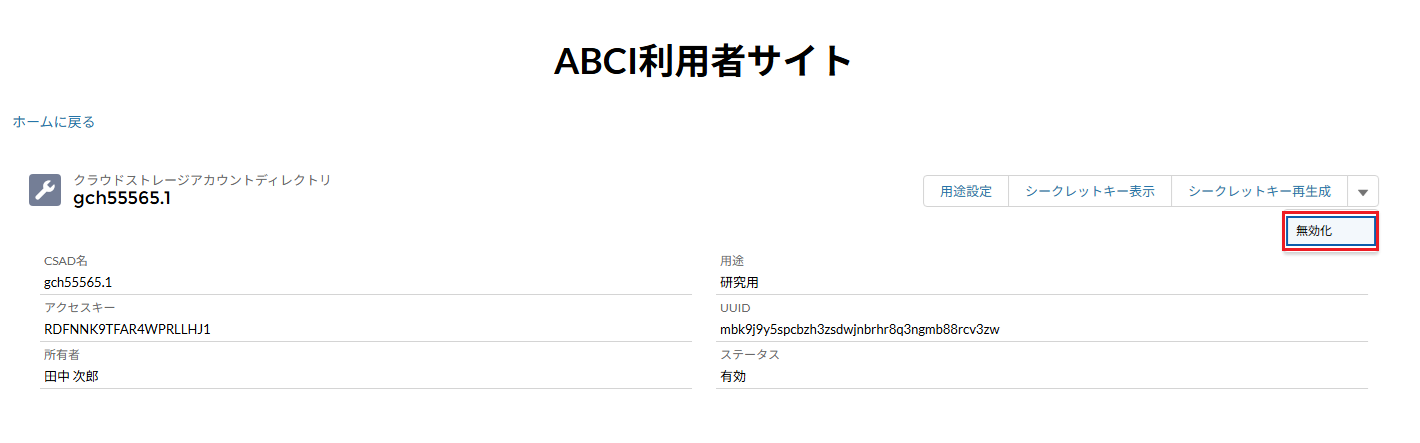 ABCI利用者サイト
ホームに戻る
クラウドストレージアカウントディレクトリ
gch55565.1
用途設定
シークレットキー表示
シークレットキー再生成
無効化
CSAD名
gch55565.1
用途
研究用
アクセスキー
RDFNNK9TFAR4WPRLLHJ1
UUID
mbk9j9y5spcbzh3zsdwjnbrhr8q3ngmb88rcv3zw
所有者
田中 次郎
ステータス
有効